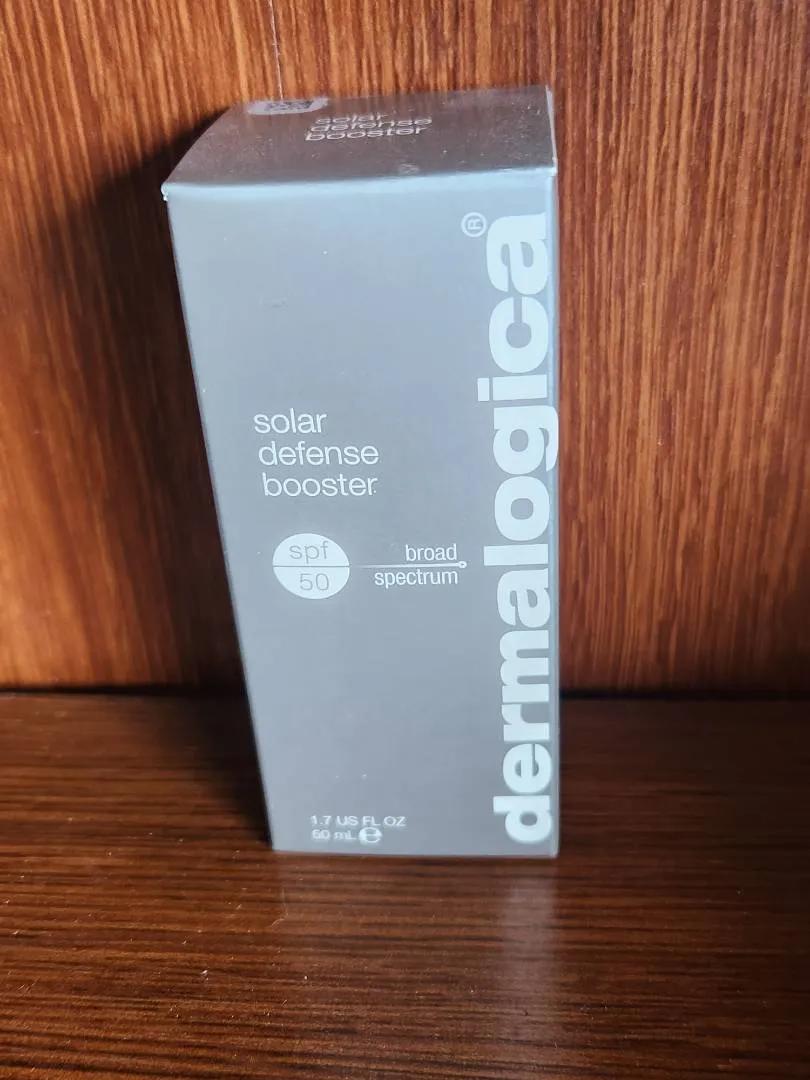 solar
defense
booster
solar
defense
booster
spf
50
broad
spectrum
dermalogica®
1.7 US FL OZ
50 mL ℮